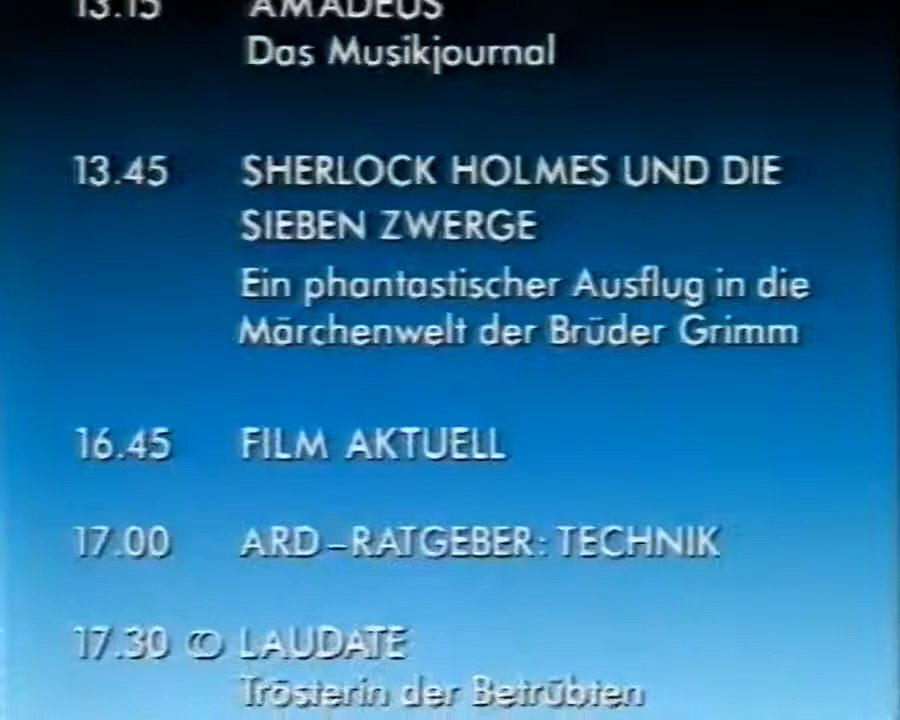 13.15 AMADEUS
Das Musikjournal
13.45 SHERLOCK HOLMES UND DIE
SIEBEN ZWERGE
Ein phantastischer Ausflug in die
Märchenwelt der Brüder Grimm
16.45 FILM AKTUELL
17.00 ARD-RATGEBER: TECHNIK
17.30 LAUDATE
Trösterin der Betrübten